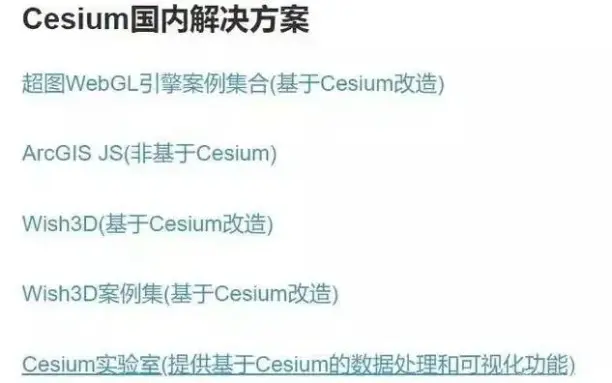 Cesium国内解决方案
超图WebGL引擎案例集合(基于Cesium改造)
ArcGIS JS(非基于Cesium)
Wish3D(基于Cesium改造)
Wish3D案例集(基于Cesium改造)
Cesium实验室(提供基于Cesium的数据处理和可视化功能)